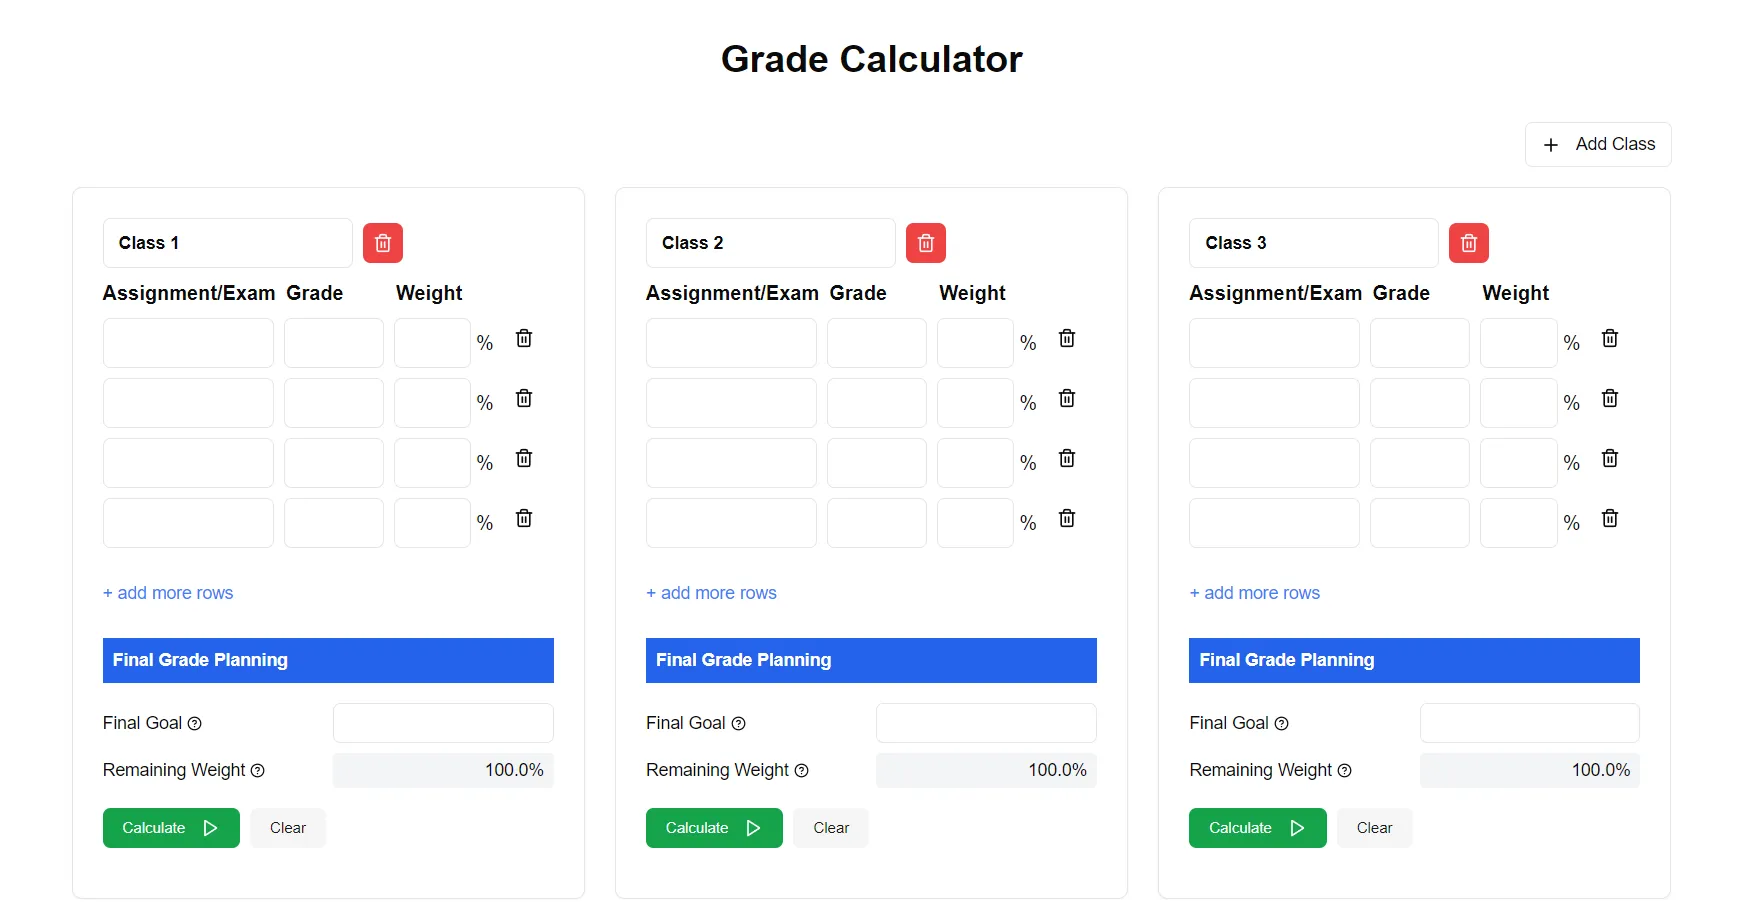 Grade Calculator
+ Add Class
Class 1
Assignment/Exam Grade Weight
%
%
%
%
+ add more rows
Final Grade Planning
Final Goal ?
Remaining Weight ? 100.0%
Calculate Clear
Class 2
Assignment/Exam Grade Weight
%
%
%
%
+ add more rows
Final Grade Planning
Final Goal ?
Remaining Weight ? 100.0%
Calculate Clear
Class 3
Assignment/Exam Grade Weight
%
%
%
%
+ add more rows
Final Grade Planning
Final Goal ?
Remaining Weight ? 100.0%
Calculate Clear